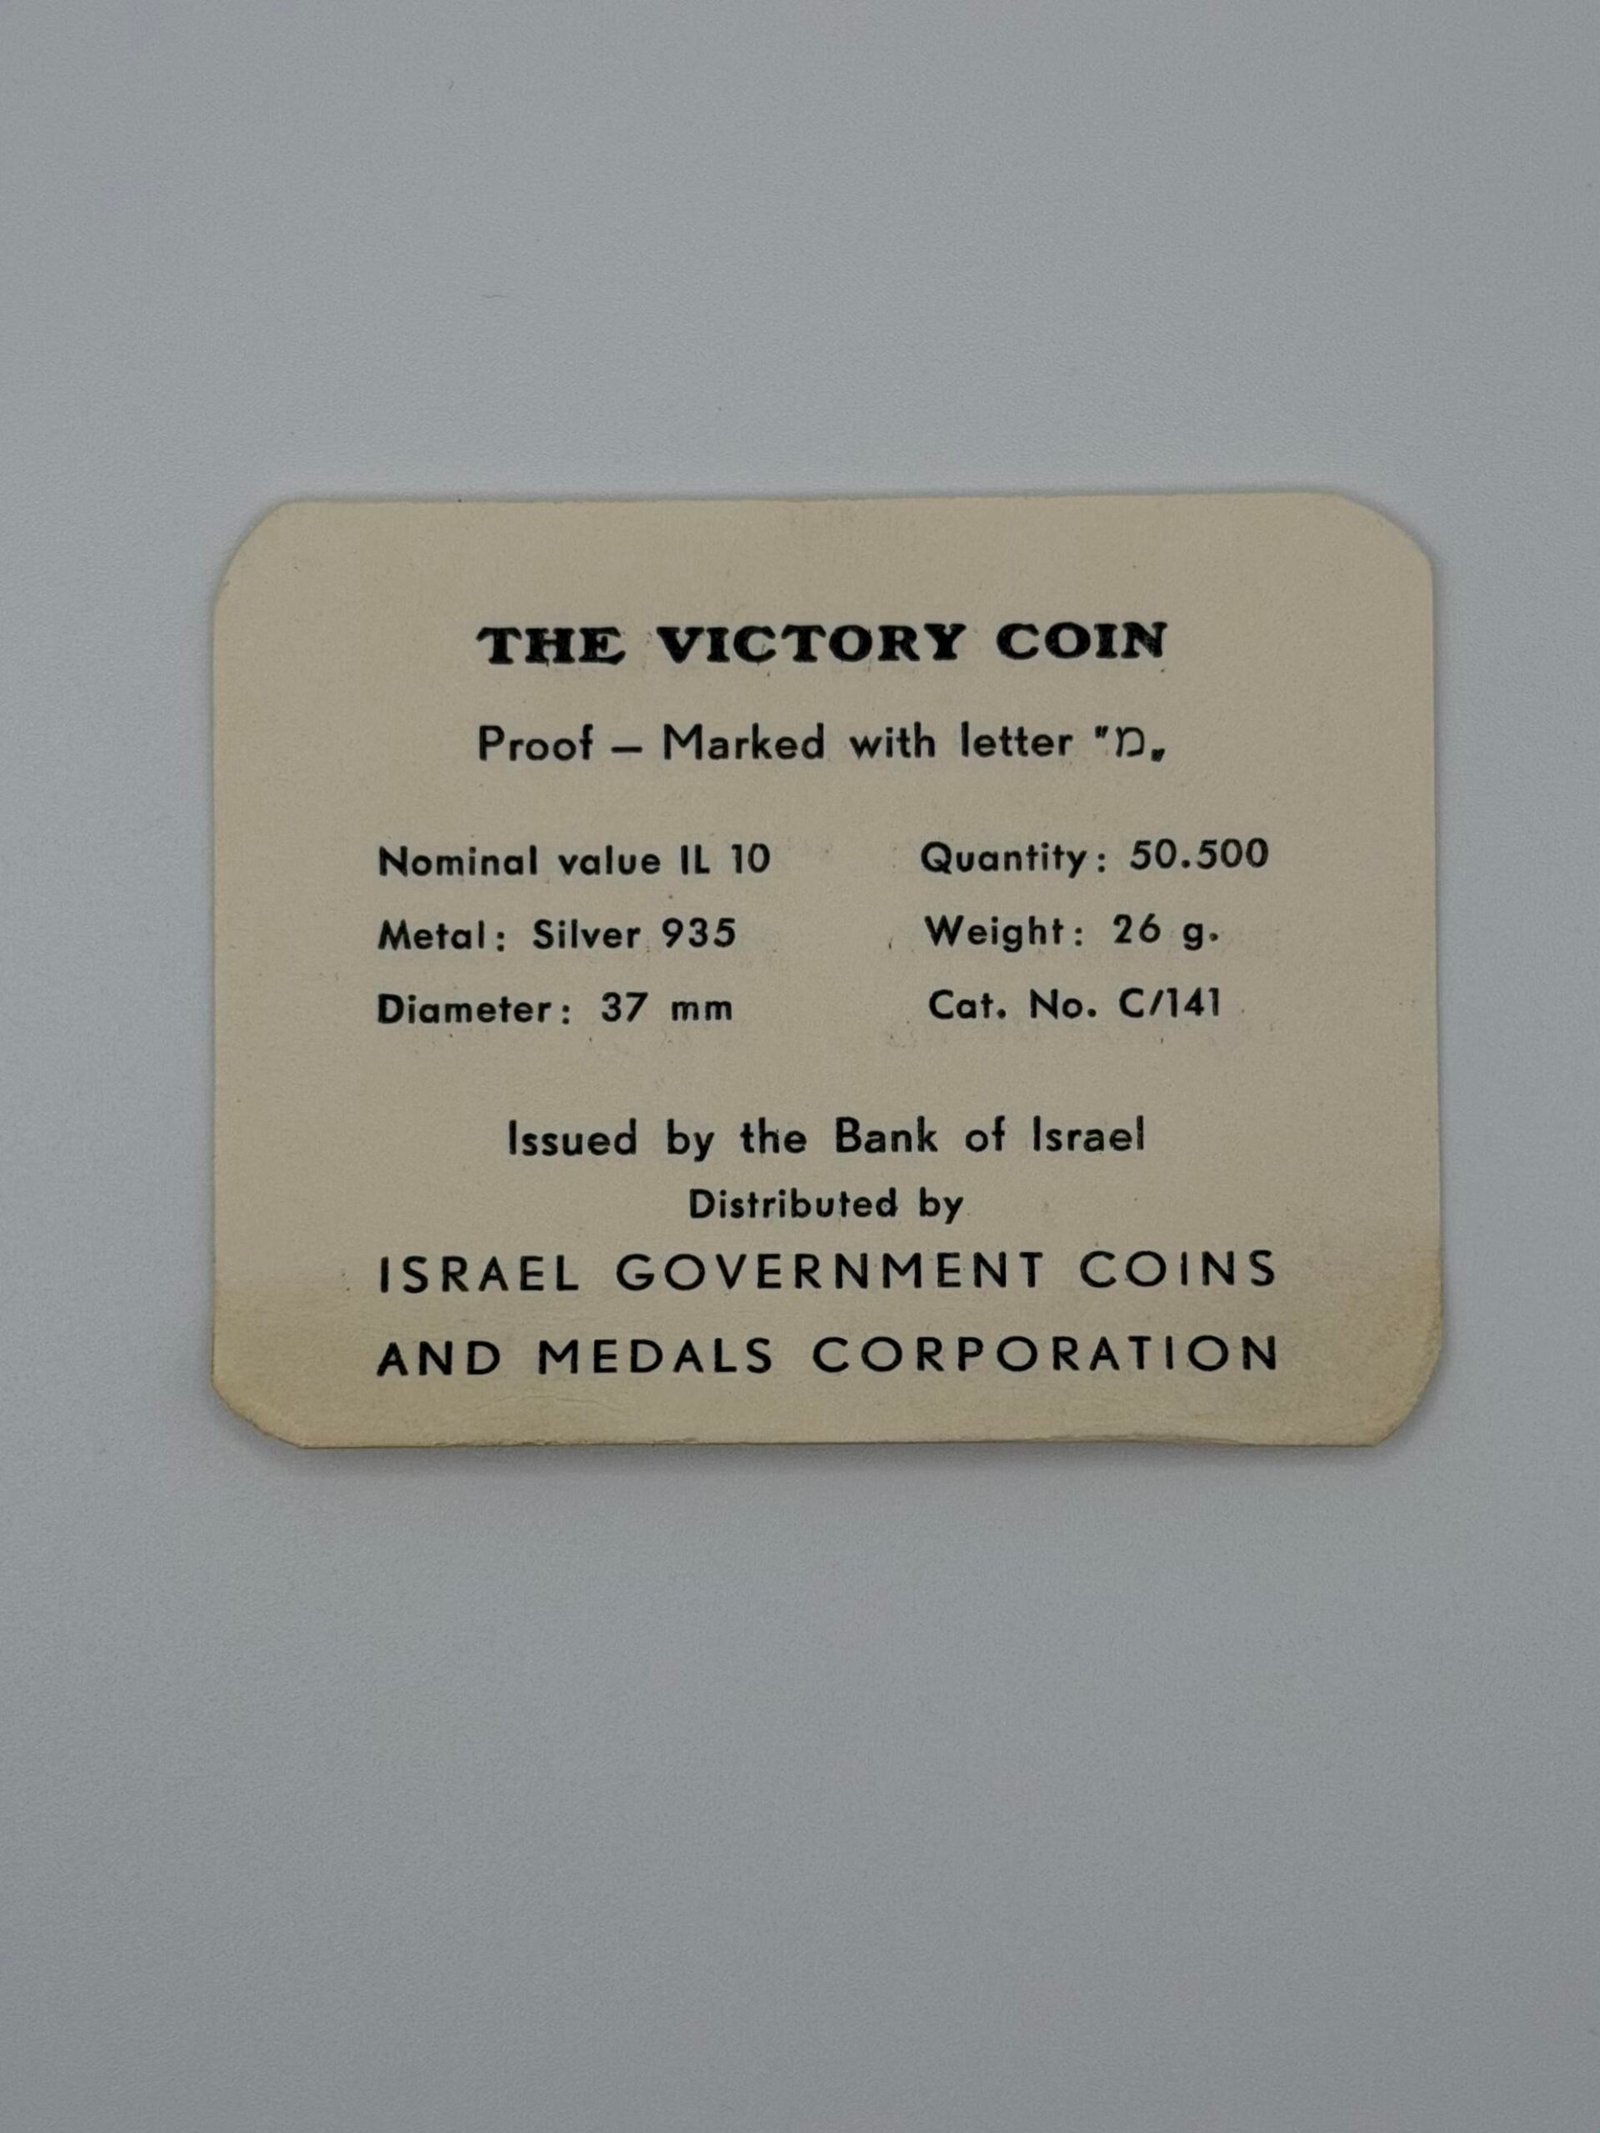 THE VICTORY COIN
Proof – Marked with letter "מ„
Nominal value IL 10 Quantity: 50.500
Metal: Silver 935 Weight: 26 g.
Diameter: 37 mm Cat. No. C/141
Issued by the Bank of Israel
Distributed by
ISRAEL GOVERNMENT COINS
AND MEDALS CORPORATION